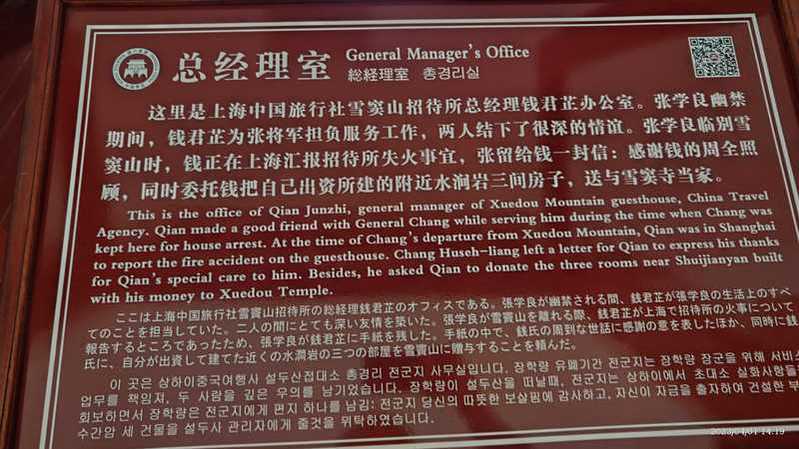 总经理室 General Manager's Office
総経理室 총경리실
这里是上海中国旅行社雪窦山招待所总经理钱君芷办公室。张学良幽禁
期间，钱君芷为张将军担负服务工作，两人结下了很深的情谊。张学良临别雪
窦山时，钱正在上海汇报招待所失火事宜，张留给钱一封信：感谢钱的周全照
顾，同时委托钱把自己出资所建的附近水涧岩三间房子，送与雪窦寺当家。
This is the office of Qian Junzhi, general manager of Xuedou Mountain guesthouse, China Travel
Agency. Qian made a good friend with General Chang while serving him during the time when Chang was
kept here for house arrest. At the time of Chang's departure from Xuedou Mountain, Qian was in Shanghai
to report the fire accident on the guesthouse. Chang Hsueh-liang left a letter for Qian to express his thanks
for Qian's special care to him. Besides, he asked Qian to donate the three rooms near Shuijianyan built
with his money to Xuedou Temple.
ここは上海中国旅行社雪竇山招待所の総経理銭君芷のオフィスである。張学良が幽禁される間、銭君芷が張学良の生活上のすべ
てのことを担当していた。二人の間にとても深い友情を築いた。張学良が雪竇山を離れる際、銭君芷が上海で招待所の火事について
報告するところであったため、張学良が銭君芷に手紙を残した。手紙の中で、銭氏の周到な世話に感謝の意を表したほか、同時に銭
氏に、自分が出資して建てた近くの水澗岩の三つの部屋を雪竇山に贈与することを頼んだ。
이 곳은 상하이중국여행사 설두산접대소 총경리 전군지 사무실입니다. 장학량 유폐기간 전군지는 장학량 장군을 위해 서비스
업무를 책임져, 두 사람을 깊은 우의를 남기었습니다. 장학량이 설두산을 떠날때, 전군지는 상하이에서 초대소 실화사항들
회보하면서 장학량은 전군지에게 편지 하나를 남김: 전군지 당신의 따뜻한 보살핌에 감사하고, 자신이 자금을 출자하여 건설한 부
수간암 세 건물을 설두사 관리자에게 줄것을 위탁하였습니다.
2023/04/01 14:19